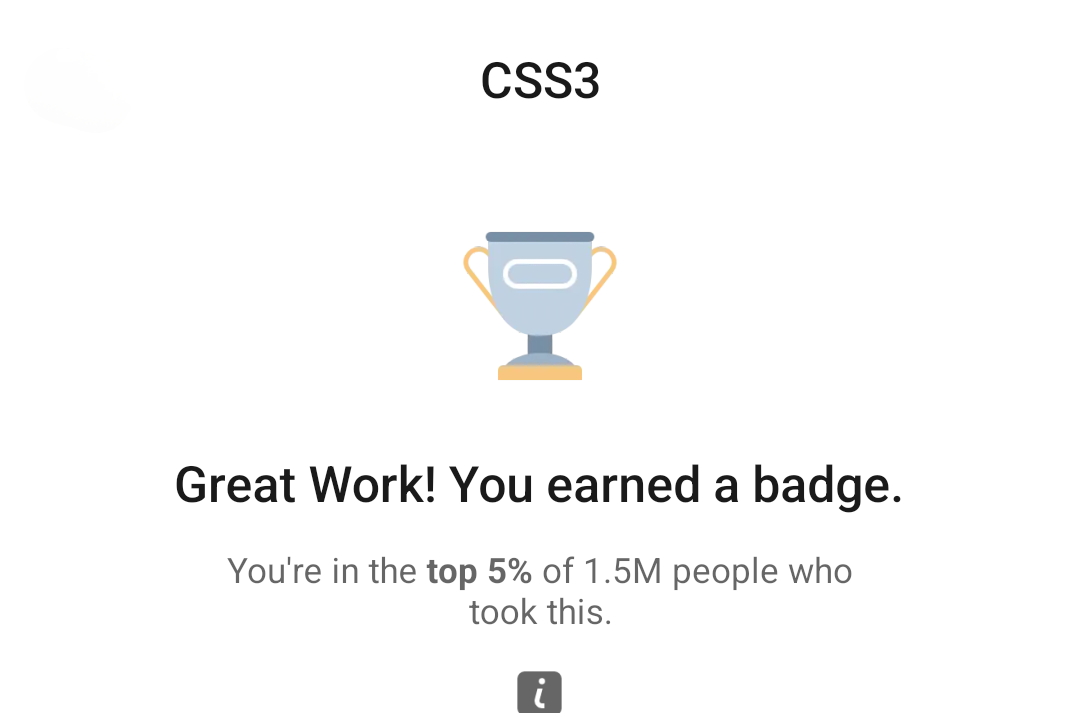 CSS3
Great Work! You earned a badge.
You're in the top 5% of 1.5M people who
took this.
i